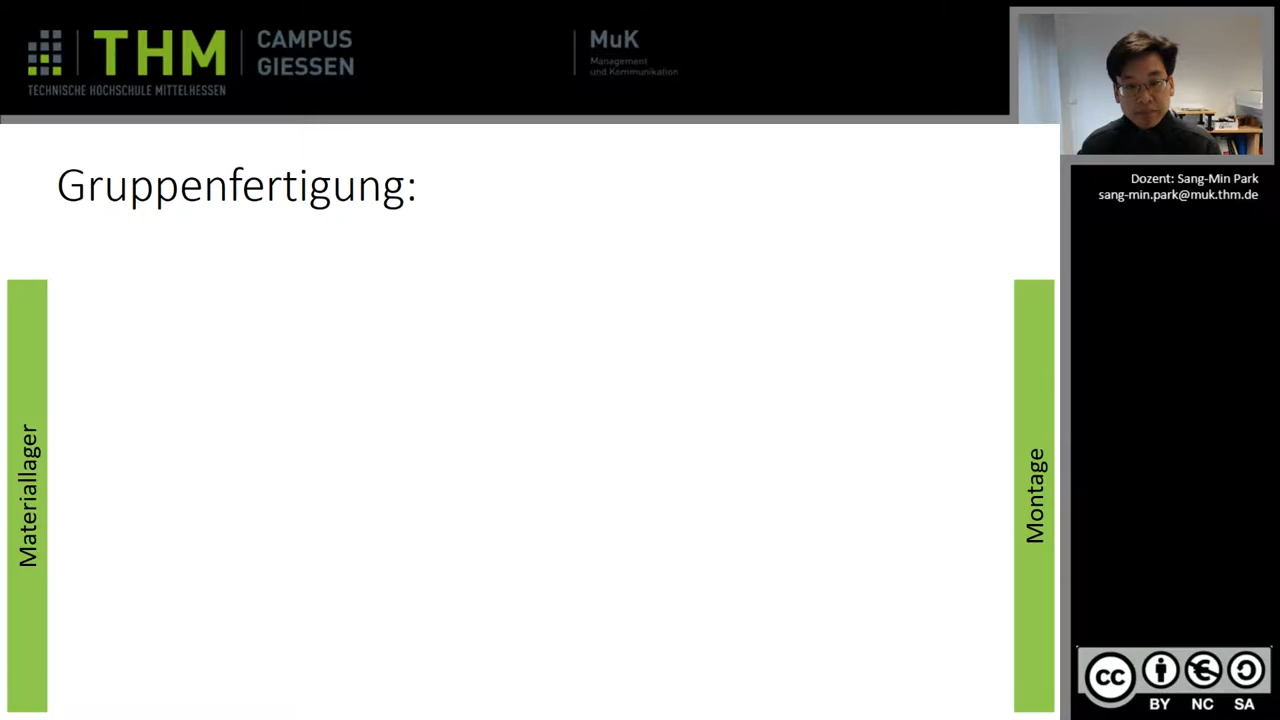 THM
CAMPUS
GIESSEN
TECHNISCHE HOCHSCHULE MITTELHESSEN
MuK
Management
und Kommunikation
Dozent: Sang-Min Park
sang-min.park@muk.thm.de
Gruppenfertigung:
Materiallager
Montage
cc
BY NC SA